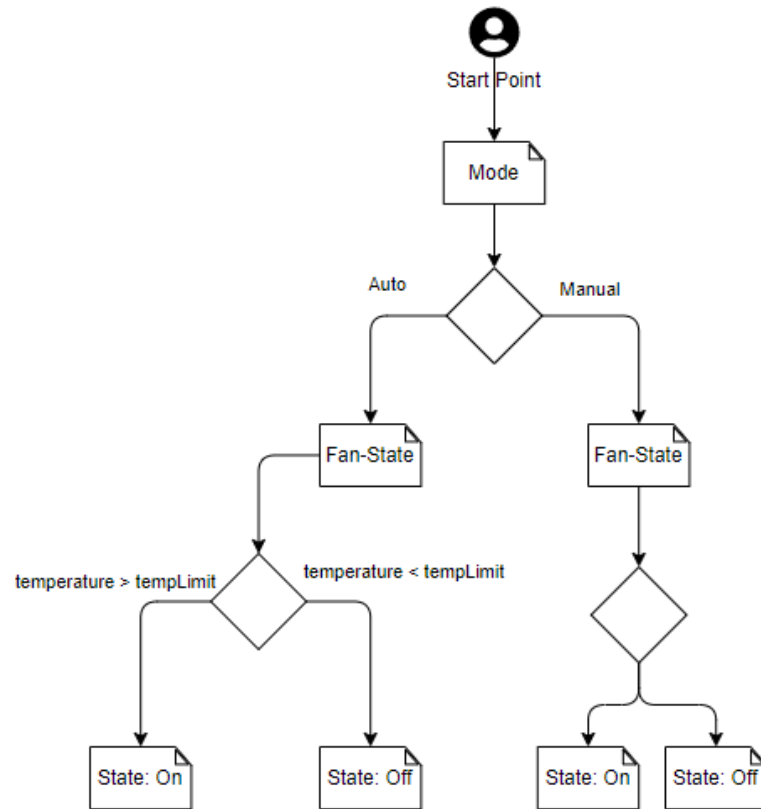 Start Point
Mode
Auto
Manual
Fan-State
Fan-State
temperature > tempLimit
temperature < tempLimit
State: On
State: Off
State: On
State: Off